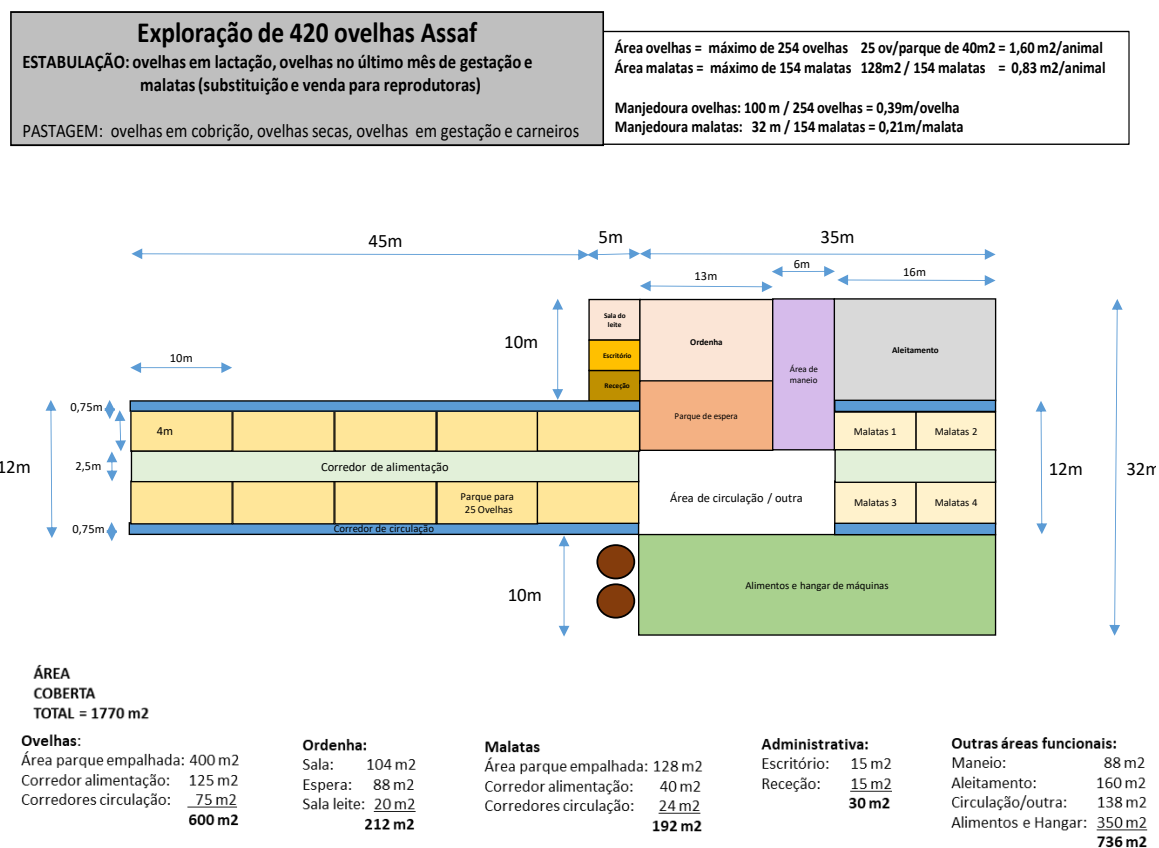 Exploração de 420 ovelhas Assaf
ESTABULAÇÃO: ovelhas em lactação, ovelhas no último mês de gestação e
malatas (substituição e venda para reprodutoras)
PASTAGEM: ovelhas em cobrição, ovelhas secas, ovelhas em gestação e carneiros
Área ovelhas = máximo de 254 ovelhas 25 ov/parque de 40m2 = 1,60 m2/animal
Área malatas = máximo de 154 malatas 128m2 / 154 malatas = 0,83 m2/animal
Manjedoura ovelhas: 100 m / 254 ovelhas = 0,39m/ovelha
Manjedoura malatas: 32 m / 154 malatas = 0,21m/malata
45m
5m
35m
13m
6m
16m
10m
10m
Sala do
leite
Escritório
Receção
Ordenha
Parque de espera
Área de
maneio
Aleitamento
0,75m
4m
2,5m
12m
0,75m
Corredor de alimentação
Parque para
25 Ovelhas
Corredor de circulação
Área de circulação / outra
Malatas 1
Malatas 2
Malatas 3
Malatas 4
12m
32m
10m
Alimentos e hangar de máquinas
ÁREA
COBERTA
TOTAL = 1770 m2
Ovelhas:
Área parque empalhada: 400 m2
Corredor alimentação: 125 m2
Corredores circulação: 75 m2
600 m2
Ordenha:
Sala: 104 m2
Espera: 88 m2
Sala leite: 20 m2
212 m2
Malatas
Área parque empalhada: 128 m2
Corredor alimentação: 40 m2
Corredores circulação: 24 m2
192 m2
Administrativa:
Escritório: 15 m2
Receção: 15 m2
30 m2
Outras áreas funcionais:
Maneio: 88 m2
Aleitamento: 160 m2
Circulação/outra: 138 m2
Alimentos e Hangar: 350 m2
736 m2